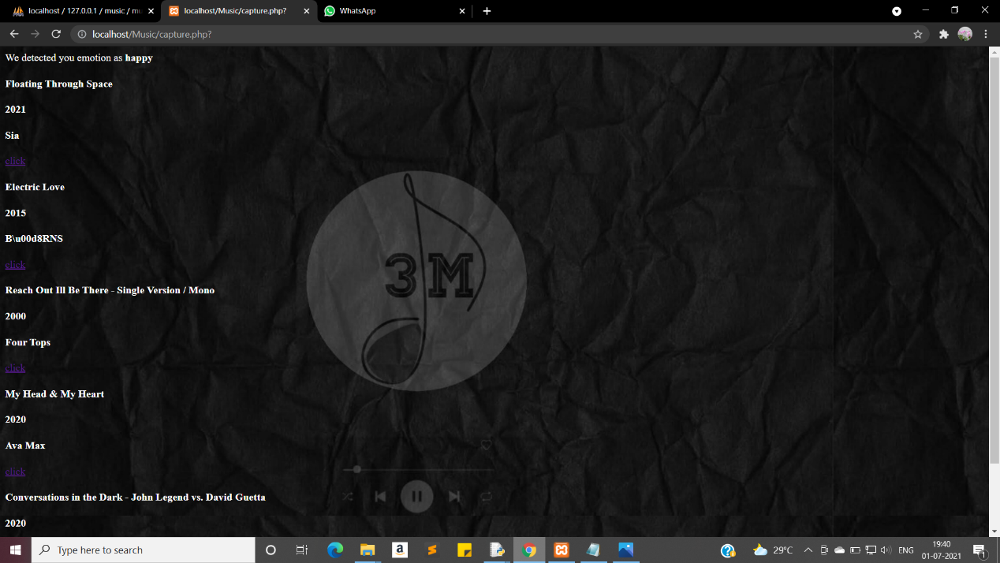 localhost / 127.0.0.1 / music / mu
localhost/Music/capture.php?
WhatsApp
localhost/Music/capture.php?
We detected you emotion as happy
Floating Through Space
2021
Sia
click
Electric Love
2015
B\u00d8RNS
click
Reach Out Ill Be There - Single Version / Mono
2000
Four Tops
click
My Head & My Heart
2020
Ava Max
click
Conversations in the Dark - John Legend vs. David Guetta
2020
3M
Type here to search
29°C
ENG
19:40
01-07-2021
1